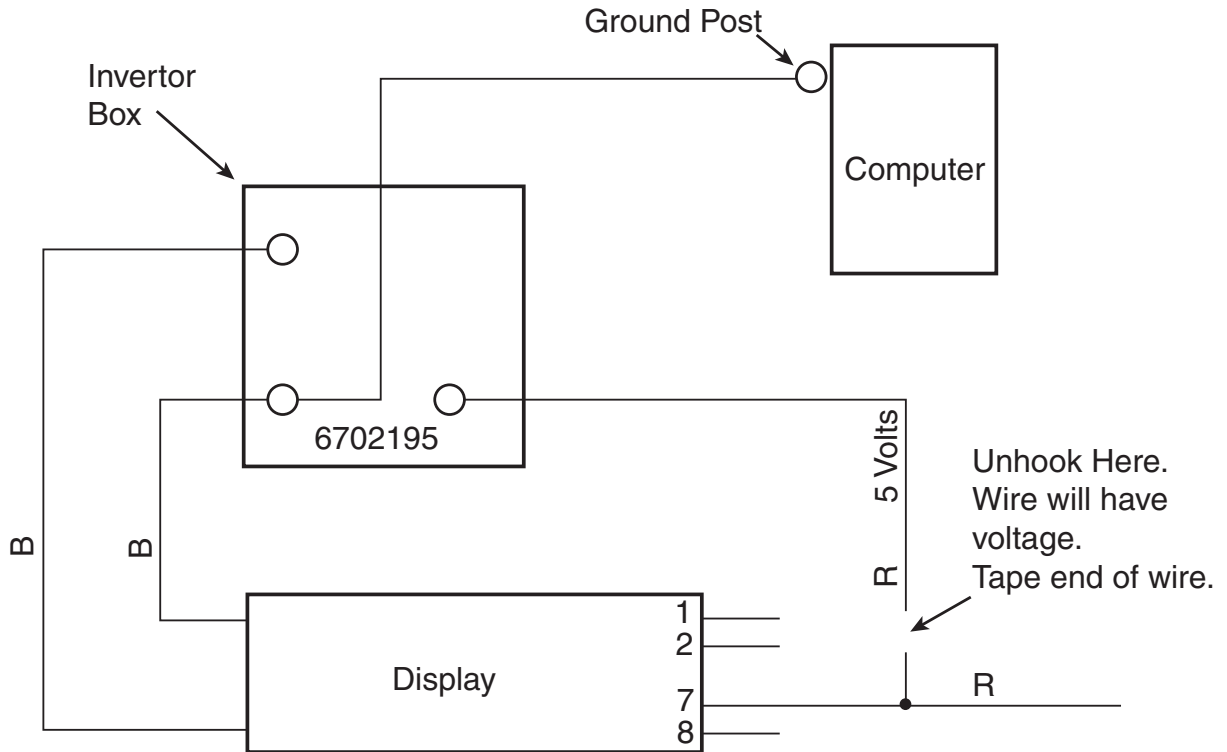 Ground Post
Invertor
Box
Computer
6702195
5 Volts
R
Unhook Here.
Wire will have
voltage.
Tape end of wire.
B
B
Display
1
2
7
8
R